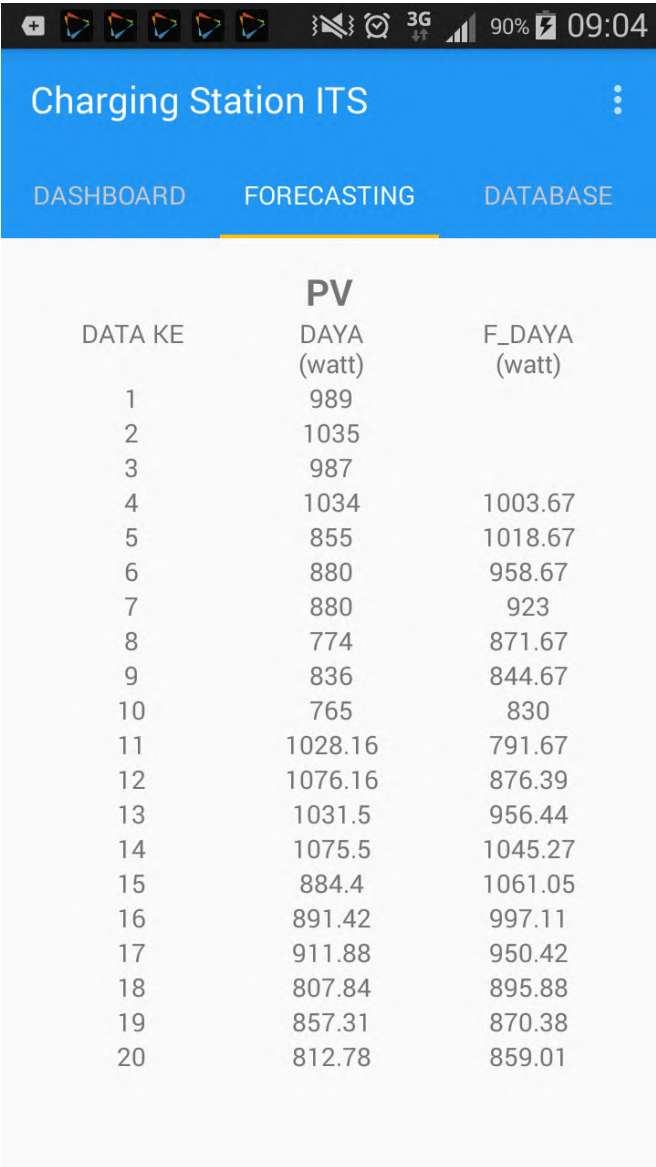 3G 90% 09:04
Charging Station ITS
DASHBOARD FORECASTING DATABASE
PV
DATA KE DAYA F_DAYA
(watt) (watt)
1 989
2 1035
3 987
4 1034 1003.67
5 855 1018.67
6 880 958.67
7 880 923
8 774 871.67
9 836 844.67
10 765 830
11 1028.16 791.67
12 1076.16 876.39
13 1031.5 956.44
14 1075.5 1045.27
15 884.4 1061.05
16 891.42 997.11
17 911.88 950.42
18 807.84 895.88
19 857.31 870.38
20 812.78 859.01